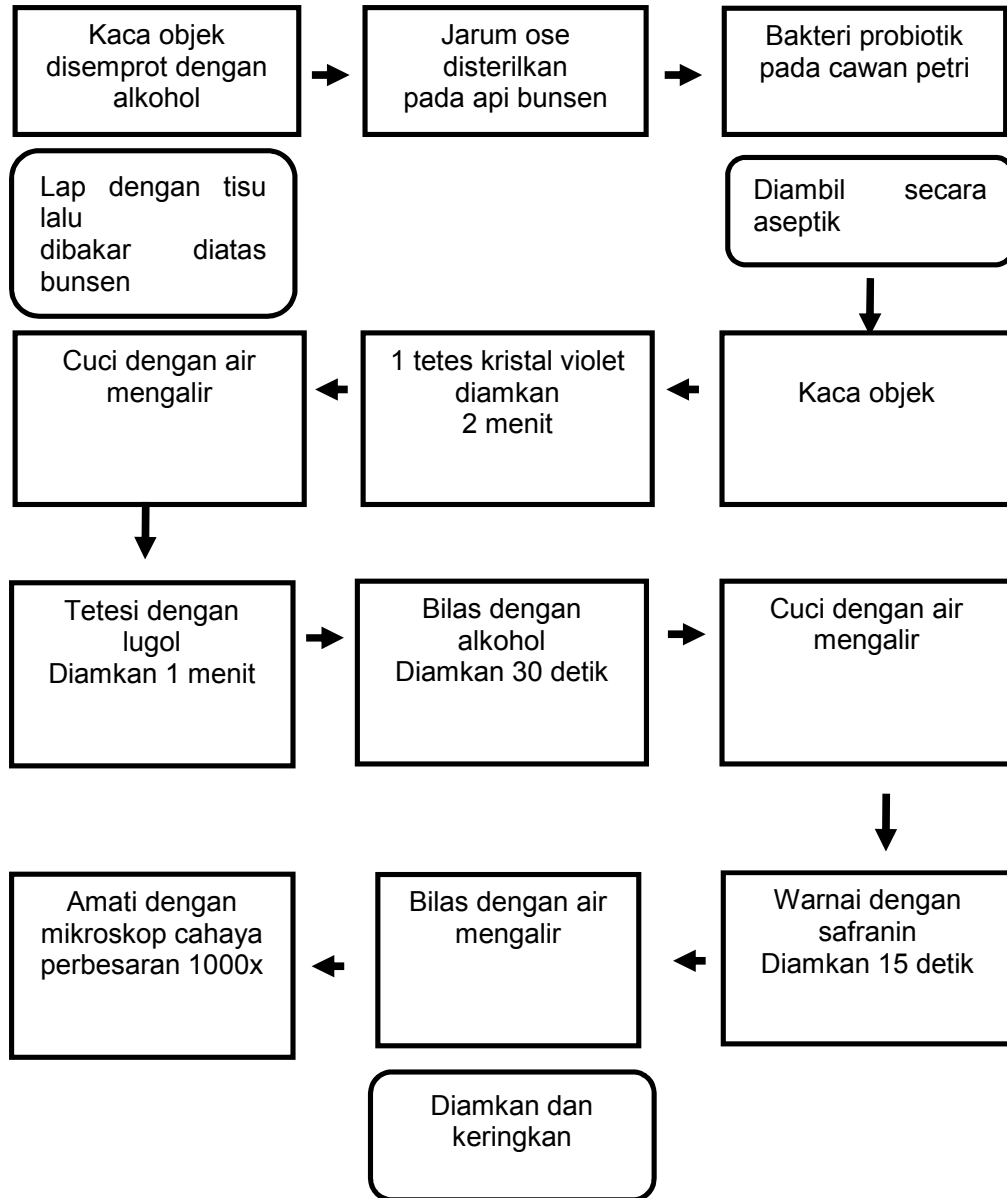 Kaca objek
disemprot dengan
alkohol
Jarum ose
disterilkan
pada api bunsen
Bakteri probiotik
pada cawan petri
Lap dengan tisu
lalu
dibakar diatas
bunsen
Diambil secara
aseptik
Kaca objek
1 tetes kristal violet
diamkan
2 menit
Cuci dengan air
mengalir
Tetesi dengan
lugol
Diamkan 1 menit
Bilas dengan
alkohol
Diamkan 30 detik
Cuci dengan air
mengalir
Warnai dengan
safranin
Diamkan 15 detik
Bilas dengan air
mengalir
Diamkan dan
keringkan
Amati dengan
mikroskop cahaya
perbesaran 1000x